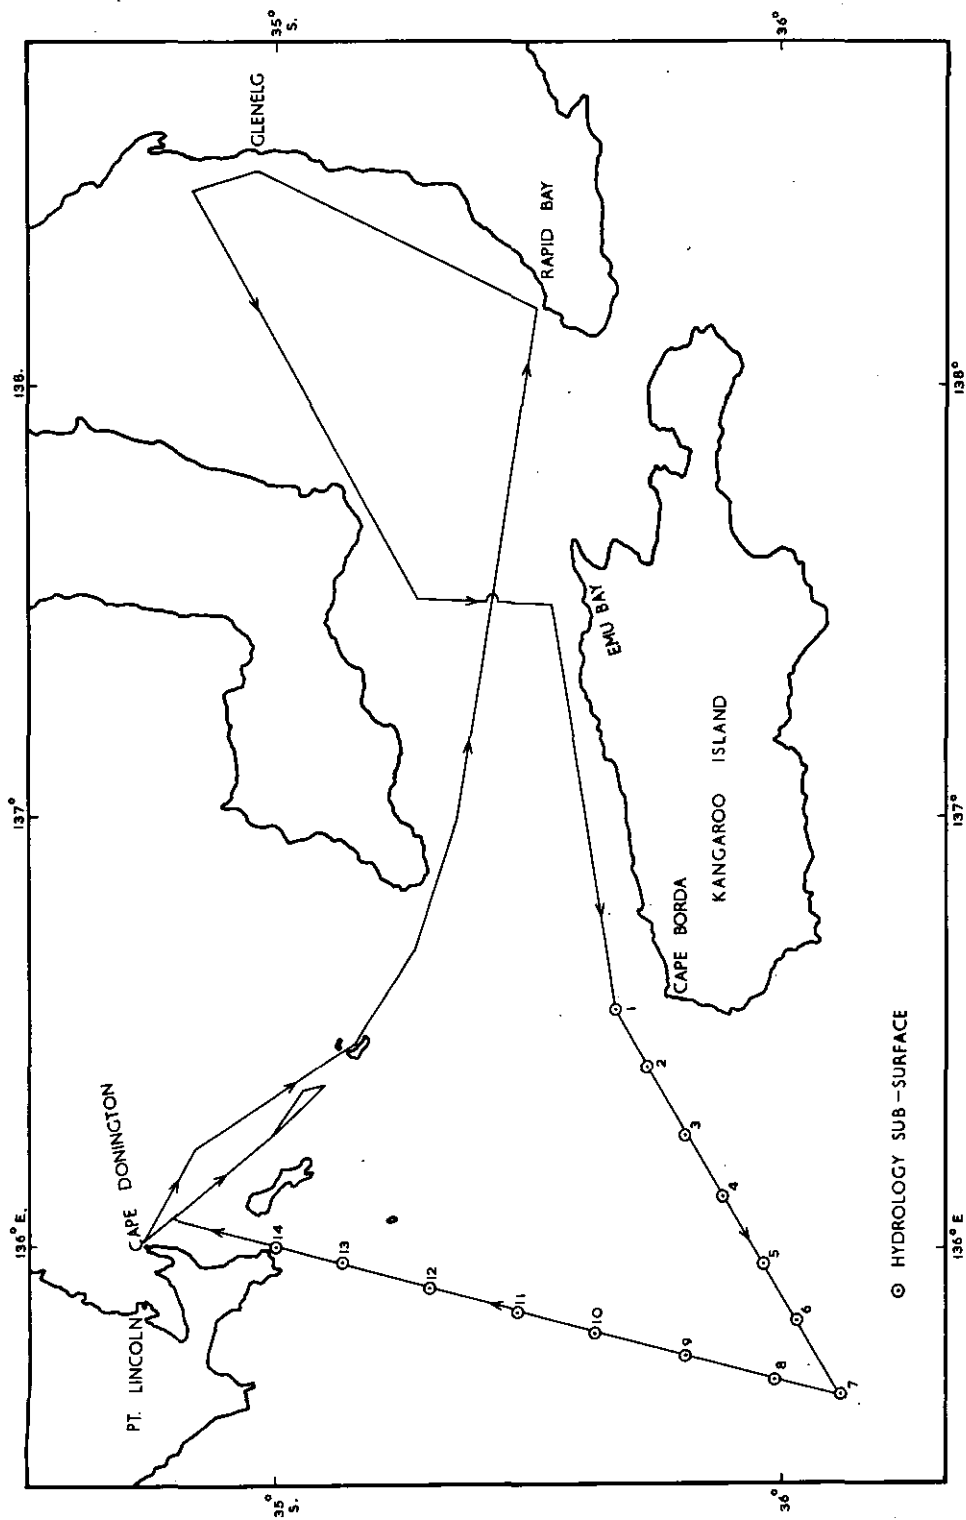 136° E.
137°
138.
35°
S.
36°
CAPE DONINGTON
PT. LINCOLN
GLENELG
RAPID BAY
EMU BAY
KANGAROO ISLAND
CAPE BORDA
1
2
3
4
5
6
7
8
9
10
11
12
13
14
HYDROLOGY SUB-SURFACE
35°
S.
36°
136° E
137°
138°